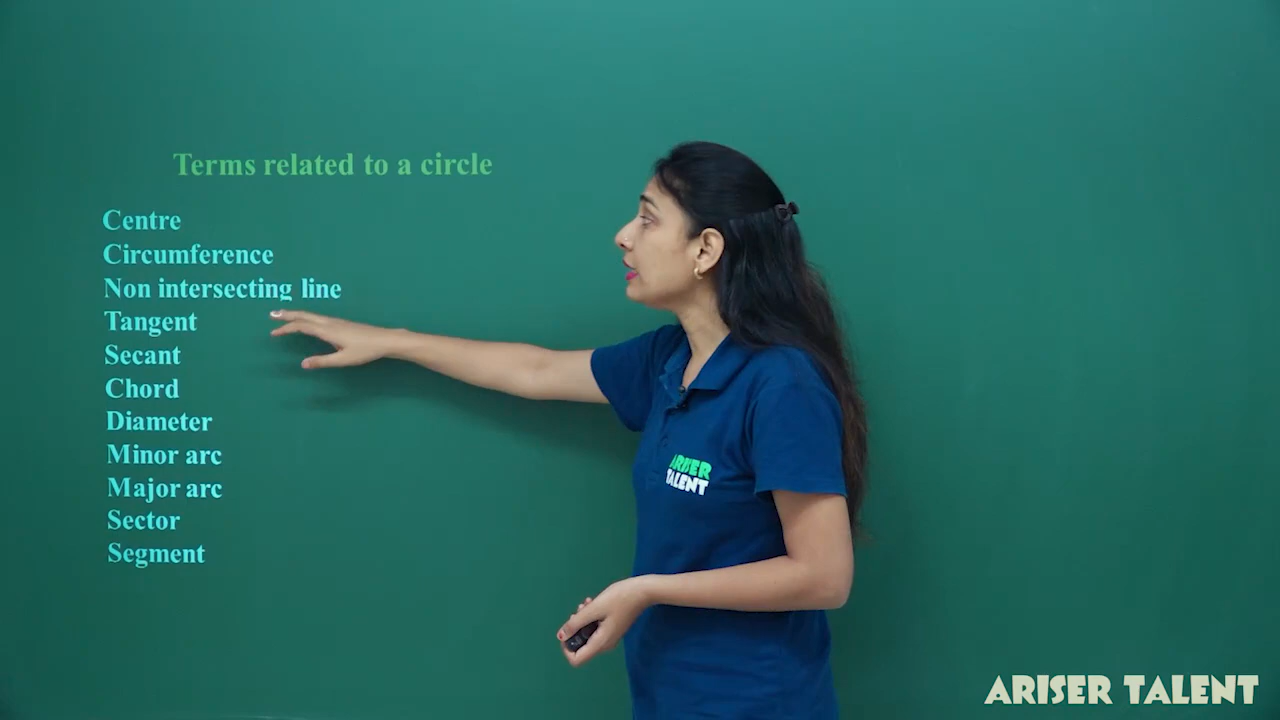 Terms related to a circle
Centre
Circumference
Non intersecting line
Tangent
Secant
Chord
Diameter
Minor arc
Major arc
Sector
Segment
ARISER
TALENT
ARISER TALENT